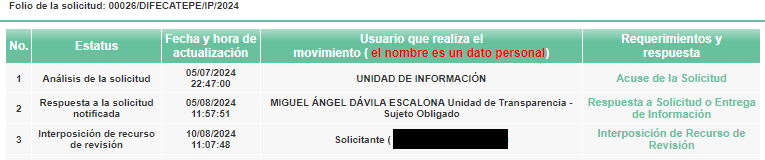 Folio de la solicitud: 00026/DIFECATEPE/IP/2024
No. Estatus Fecha y hora de actualización Usuario que realiza el movimiento ( el nombre es un dato personal) Requerimientos y respuesta
1 Análisis de la solicitud 05/07/2024 22:47:00 UNIDAD DE INFORMACIÓN Acuse de la Solicitud
2 Respuesta a la solicitud notificada 05/08/2024 11:57:51 MIGUEL ÁNGEL DÁVILA ESCALONA Unidad de Transparencia - Sujeto Obligado Respuesta a Solicitud o Entrega de Información
3 Interposición de recurso de revisión 10/08/2024 11:07:48 Solicitante ( Interposición de Recurso de Revisión